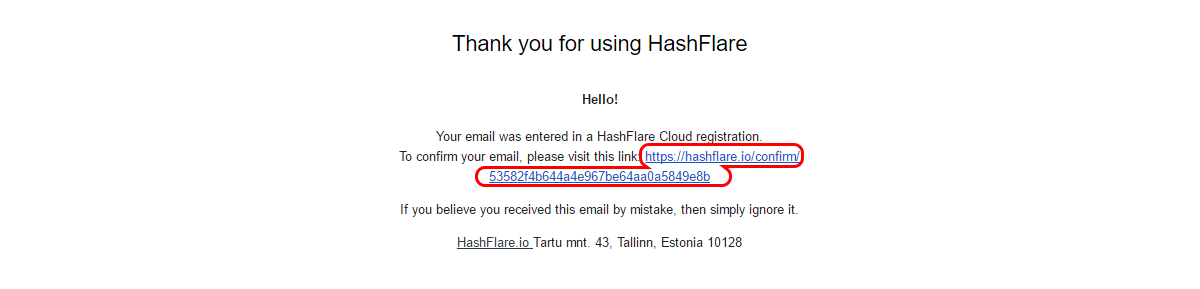 Thank you for using HashFlare
Hello!
Your email was entered in a HashFlare Cloud registration.
To confirm your email, please visit this link: https://hashflare.io/confirm/
53582f4b644a4e967be64aa0a5849e8b
If you believe you received this email by mistake, then simply ignore it.
HashFlare.io Tartu mnt. 43, Tallinn, Estonia 10128